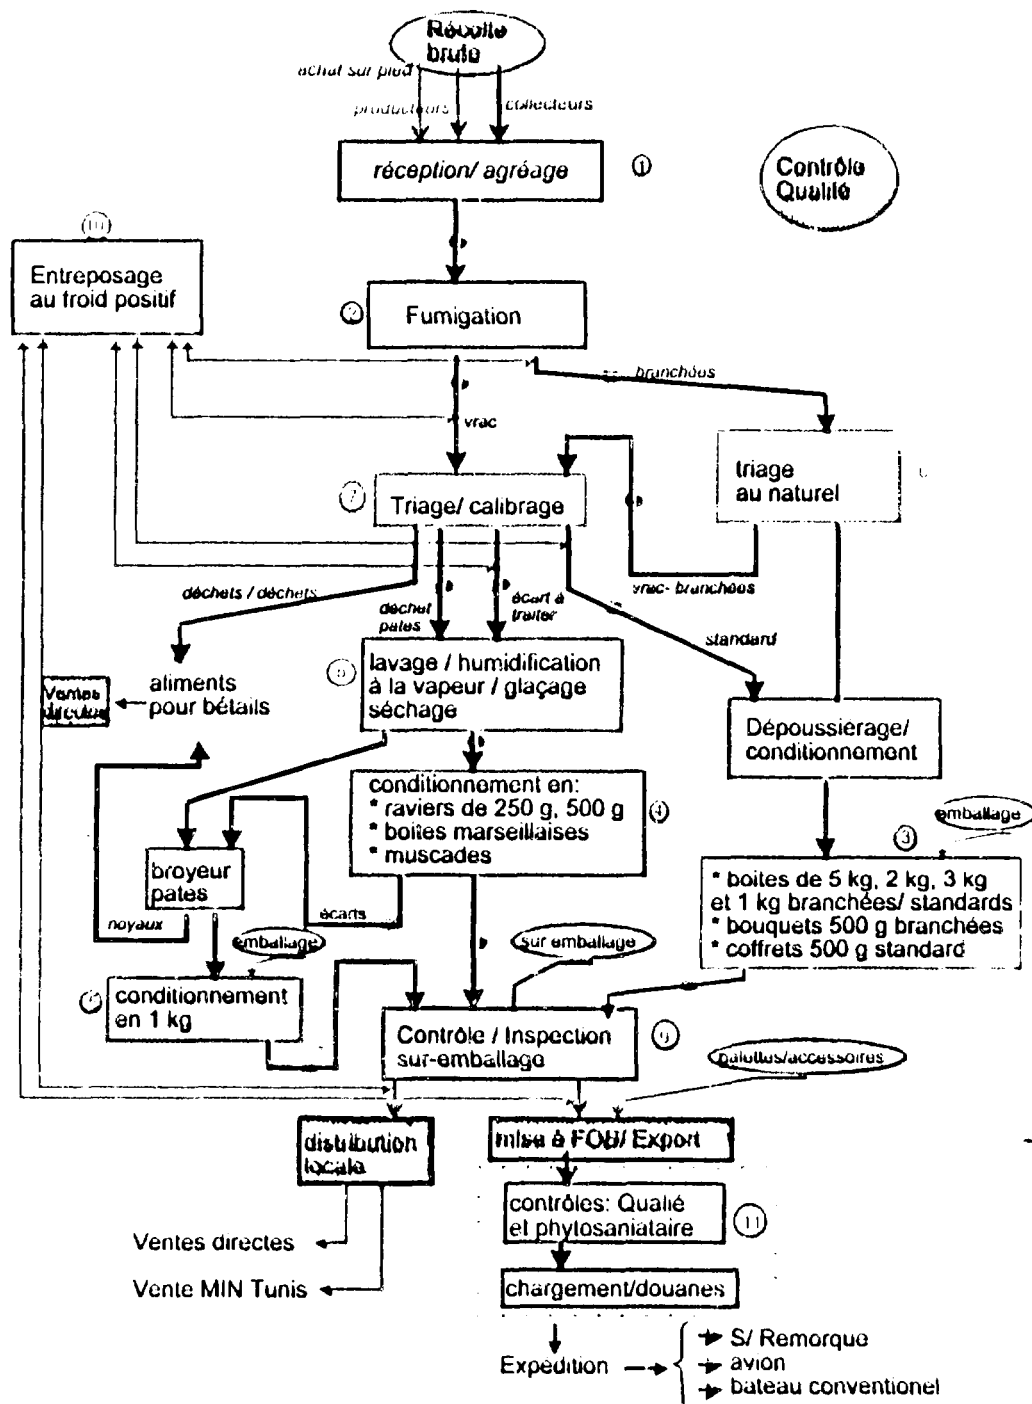 Récolte
brute
achat sur pied
producteurs
collecteurs
réception/ agréage
1
Contrôle
Qualité
10
Entreposage
au froid positif
2
Fumigation
branchées
vrac
triage
au naturel
7
Triage/ calibrage
déchets / déchets
déchet
pates
écart à
traiter
vrac- branchées
standard
lavage / humidification
à la vapeur / glaçage
séchage
Ventes
aliments
pour bétails
Dépoussiérage/
conditionnement
conditionnement en:
* raviers de 250 g, 500 g
* boites marseillaises
* muscades
4
emballage
3
broyeur
pates
* boites de 5 kg, 2 kg, 3 kg
et 1 kg branchées/ standards
* bouquets 500 g branchées
* coffrets 500 g standard
noyaux
écarts
emballage
sur emballage
conditionnement
en 1 kg
Contrôle / Inspection
sur-emballage
9
palettes/accessoires
distribution
locale
mise à FOB/ Export
contrôles: Qualié
et phytosaniataire
11
Ventes directes
Vente MIN Tunis
chargement/douanes
Expédition
S/ Remorque
avion
bateau conventionel